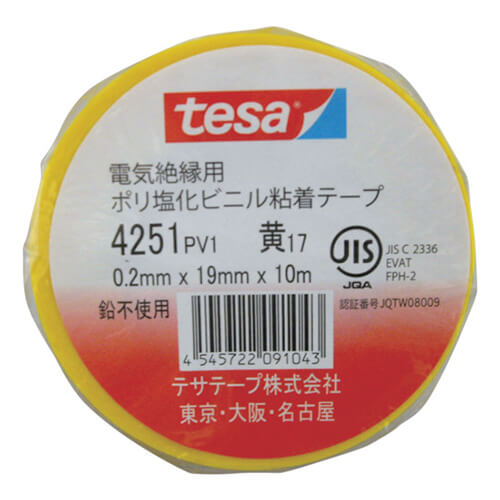 tesa
電気絶縁用
ポリ塩化ビニル粘着テープ
4251 PV1 黄17
0.2mm x 19mm x 10m
JIS
JQA
JIS C 2336
EVAT
FPH-2
認証番号 JQTW08009
鉛不使用
4 545722 091043
テサテープ株式会社
東京・大阪・名古屋